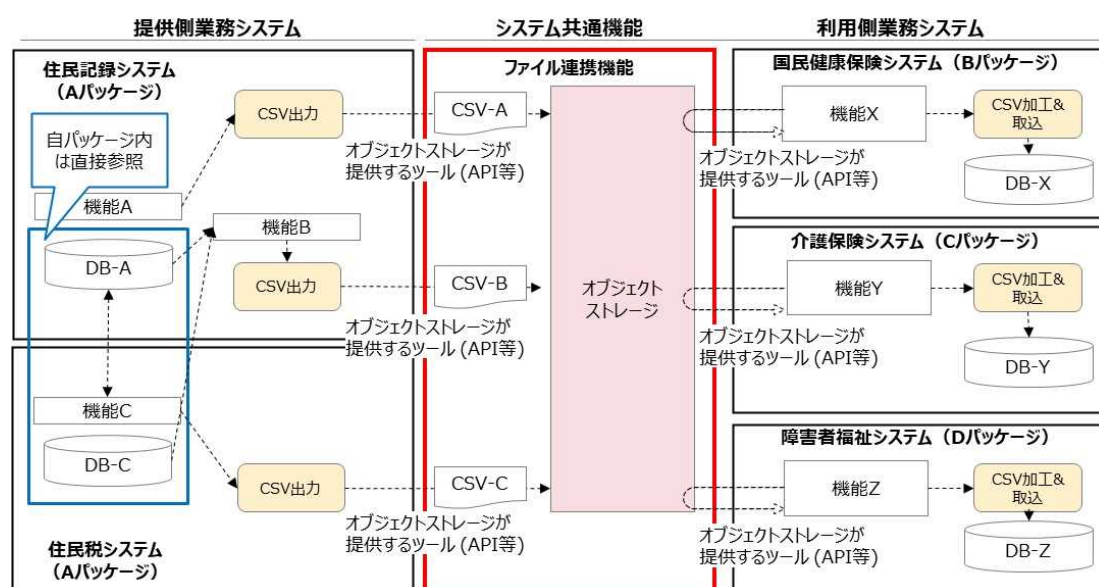 提供側業務システム
システム共通機能
利用側業務システム
住民記録システム
（Aパッケージ）
自パッケージ内
は直接参照
CSV出力
機能A
機能B
DB-A
CSV出力
機能C
DB-C
CSV出力
住民税システム
（Aパッケージ）
ファイル連携機能
CSV-A
オブジェクトストレージが
提供するツール (API等)
CSV-B
オブジェクトストレージが
提供するツール (API等)
CSV-C
オブジェクトストレージが
提供するツール (API等)
オブジェクト
ストレージ
国民健康保険システム（Bパッケージ）
機能X
CSV加工&
取込
DB-X
オブジェクトストレージが
提供するツール (API等)
介護保険システム（Cパッケージ）
機能Y
CSV加工&
取込
DB-Y
オブジェクトストレージが
提供するツール (API等)
障害者福祉システム（Dパッケージ）
機能Z
CSV加工&
取込
DB-Z
オブジェクトストレージが
提供するツール (API等)